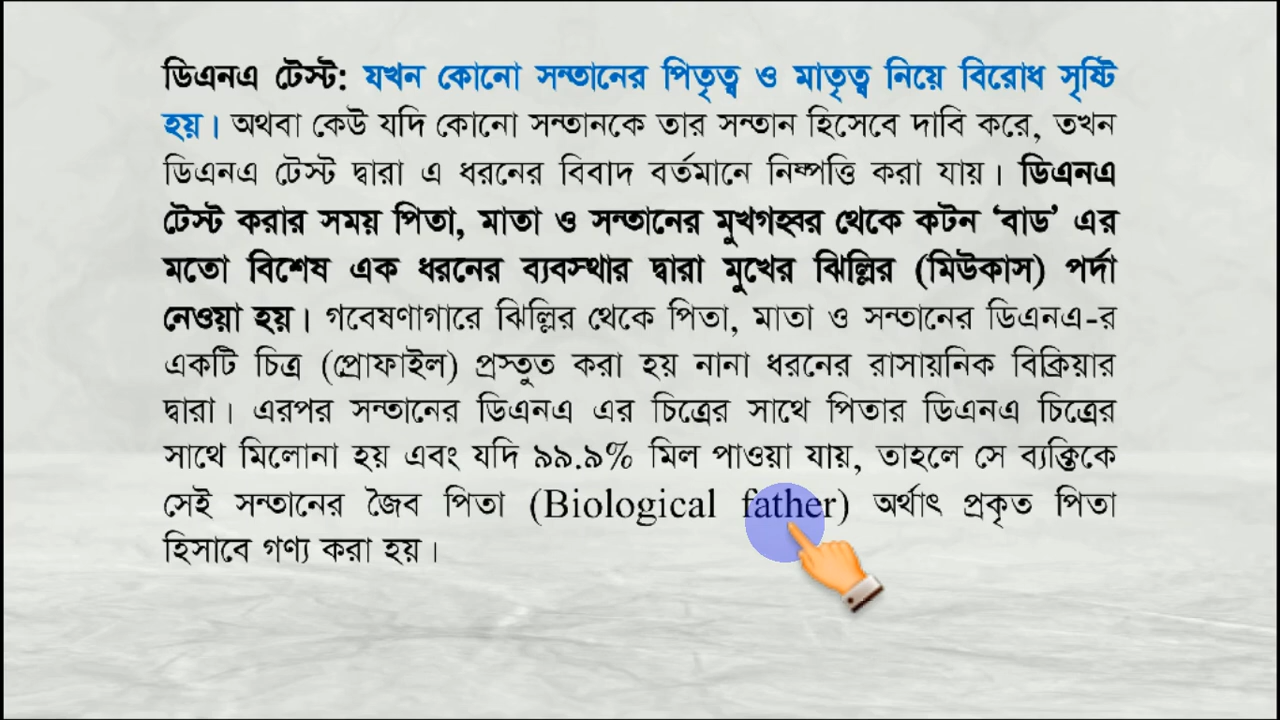 ডিএনএ টেস্ট: যখন কোনো সন্তানের পিতৃত্ব ও মাতৃত্ব নিয়ে বিরোধ সৃষ্টি
হয়। অথবা কেউ যদি কোনো সন্তানকে তার সন্তান হিসেবে দাবি করে, তখন
ডিএনএ টেস্ট দ্বারা এ ধরনের বিবাদ বর্তমানে নিষ্পত্তি করা যায়। ডিএনএ
টেস্ট করার সময় পিতা, মাতা ও সন্তানের মুখগহ্বর থেকে কটন ‘বাড’ এর
মতো বিশেষ এক ধরনের ব্যবস্থার দ্বারা মুখের ঝিল্লির (মিউকাস) পর্দা
নেওয়া হয়। গবেষণাগারে ঝিল্লির থেকে পিতা, মাতা ও সন্তানের ডিএনএ-র
একটি চিত্র (প্রোফাইল) প্রস্তুত করা হয় নানা ধরনের রাসায়নিক বিক্রিয়ার
দ্বারা। এরপর সন্তানের ডিএনএ এর চিত্রের সাথে পিতার ডিএনএ চিত্রের
সাথে মিলোনা হয় এবং যদি ৯৯.৯% মিল পাওয়া যায়, তাহলে সে ব্যক্তিকে
সেই সন্তানের জৈব পিতা (Biological father) অর্থাৎ প্রকৃত পিতা
হিসাবে গণ্য করা হয়।